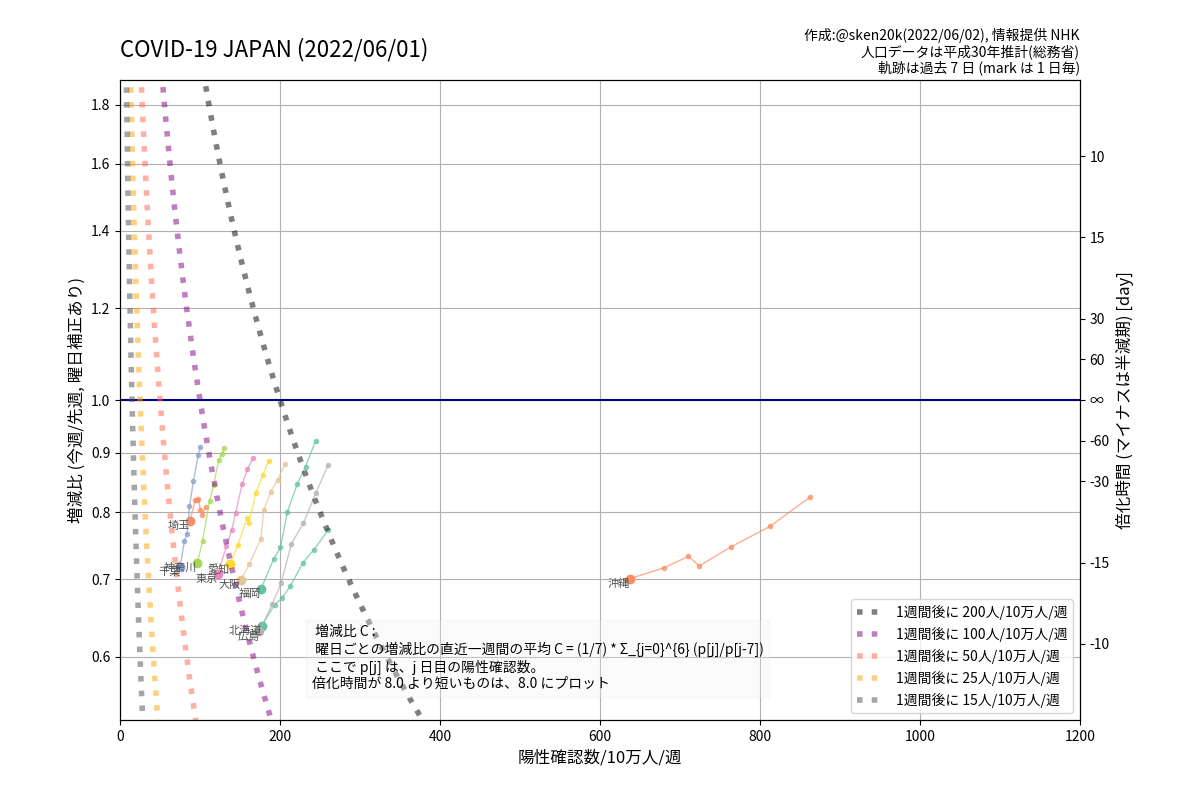 COVID-19 JAPAN (2022/06/01)
作成:@sken20k(2022/06/02), 情報提供 NHK
人口データは平成30年推計(総務省)
軌跡は過去 7 日 (mark は 1 日毎)
増減比 (今週/先週, 曜日補正あり)
1.8
1.6
1.4
1.2
1.0
0.9
0.8
0.7
0.6
10
15
30
60
∞
-60
-30
-15
-10
倍化時間 (マイナスは半減期) [day]
埼玉
神奈川
千葉
東京
愛知
大阪
福岡
北海道
広島
沖縄
増減比 C :
曜日ごとの増減比の直近一週間の平均 C = (1/7) * Σ_{j=0}^{6} (p[j]/p[j-7])
ここで p[j] は、j 日目の陽性確認数。
倍化時間が 8.0 より短いものは、8.0 にプロット
1週間後に 200人/10万人/週
1週間後に 100人/10万人/週
1週間後に 50人/10万人/週
1週間後に 25人/10万人/週
1週間後に 15人/10万人/週
0
200
400
600
800
1000
1200
陽性確認数/10万人/週